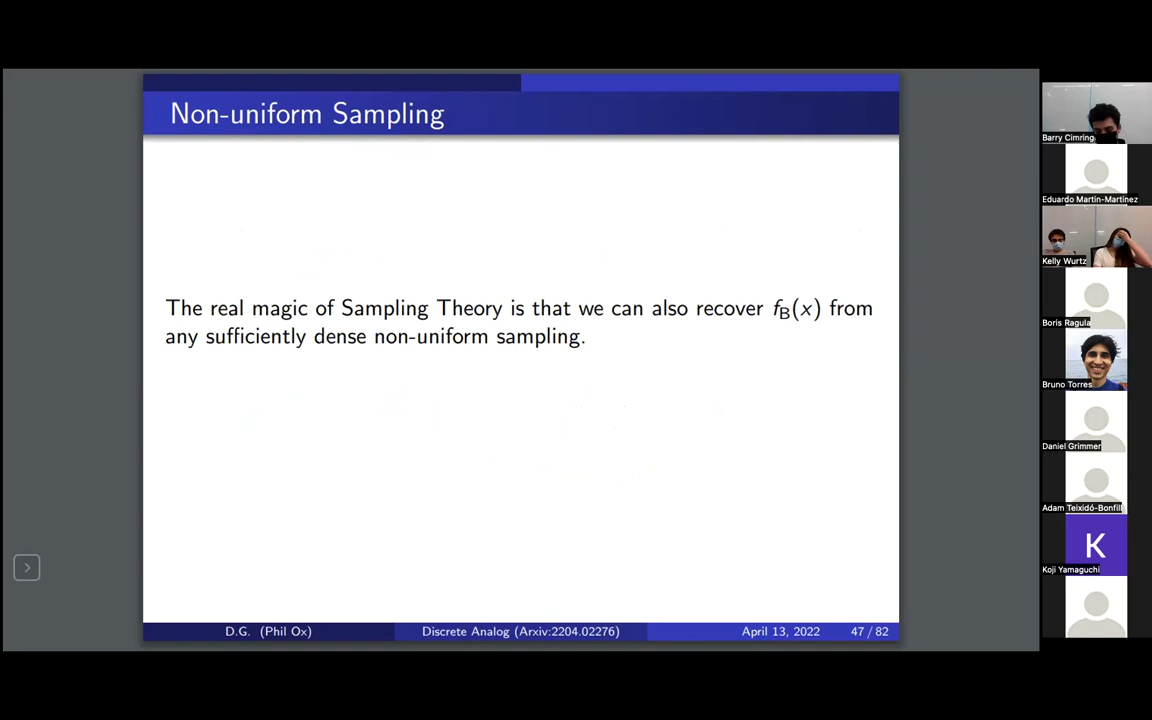 Non-uniform Sampling
The real magic of Sampling Theory is that we can also recover f_B(x) from
any sufficiently dense non-uniform sampling.
D.G. (Phil Ox) Discrete Analog (Arxiv:2204.02276) April 13, 2022 47 / 82
Barry Cimring
Eduardo Martin-Martinez
Kelly Wurtz
Boris Ragula
Bruno Torres
Daniel Grimmer
Adam Teixidó-Bonfill
K
Koji Yamaguchi